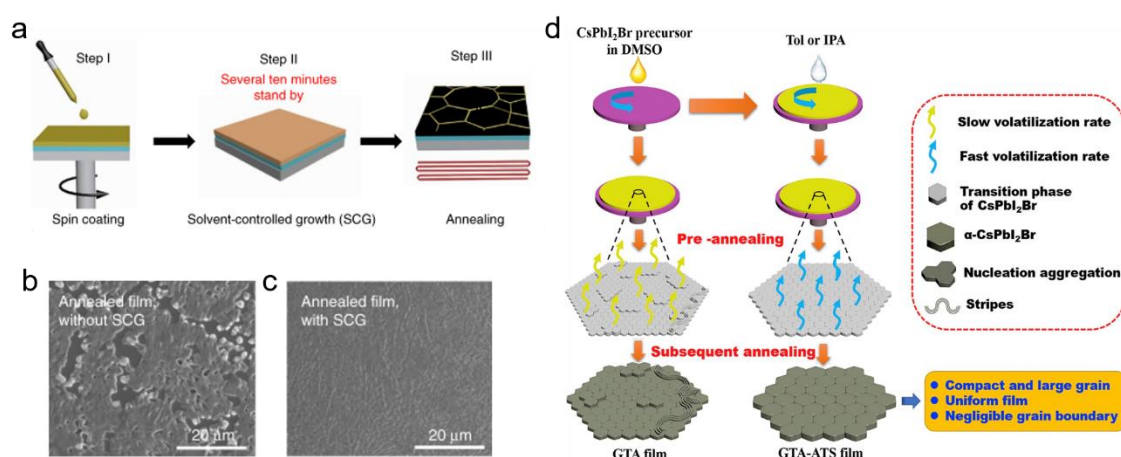 a
Step I
Step II
Several ten minutes
stand by
Step III
Spin coating
Solvent-controlled growth (SCG)
Annealing
b
Annealed film,
without SCG
20 μm
c
Annealed film,
with SCG
20 μm
d
CsPbI₂Br precursor
in DMSO
Tol or IPA
Pre -annealing
Subsequent annealing
GTA film
GTA-ATS film
Slow volatilization rate
Fast volatilization rate
Transition phase
of CsPbI₂Br
α-CsPbI₂Br
Nucleation aggregation
Stripes
Compact and large grain
Uniform film
Negligible grain boundary